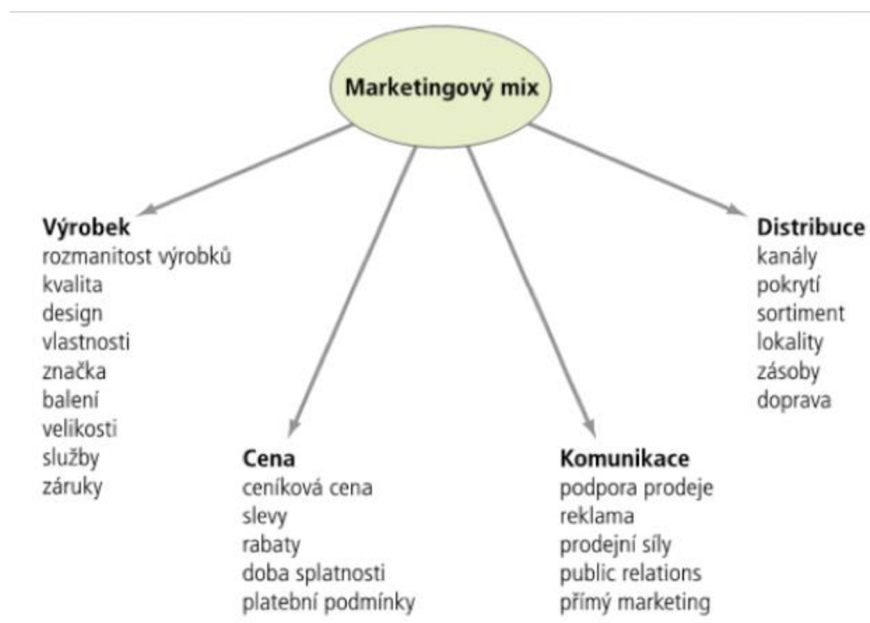 Marketingový mix
Výrobek
rozmanitost výrobků
kvalita
design
vlastnosti
značka
balení
velikosti
služby
záruky
Cena
ceníková cena
slevy
rabaty
doba splatnosti
platební podmínky
Komunikace
podpora prodeje
reklama
prodejní síly
public relations
přímý marketing
Distribuce
kanály
pokrytí
sortiment
lokality
zásoby
doprava